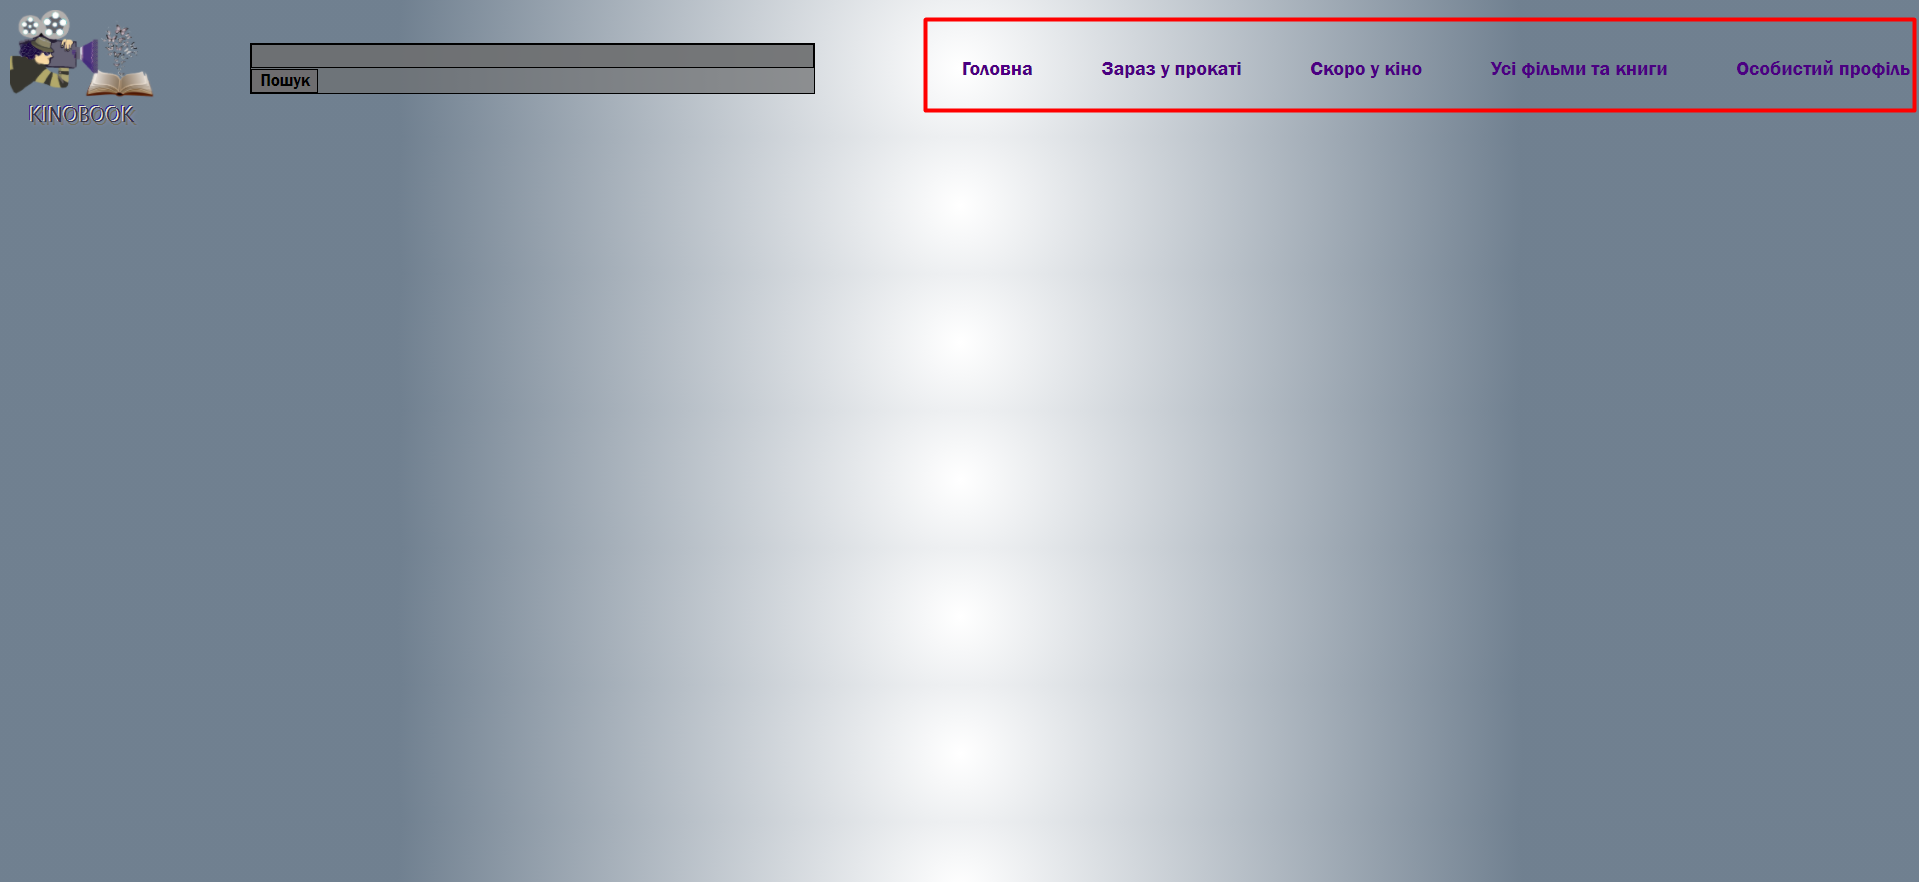 KINOBOOK
Пошук
Головна
Зараз у прокаті
Скоро у кіно
Усі фільми та книги
Особистий профіль